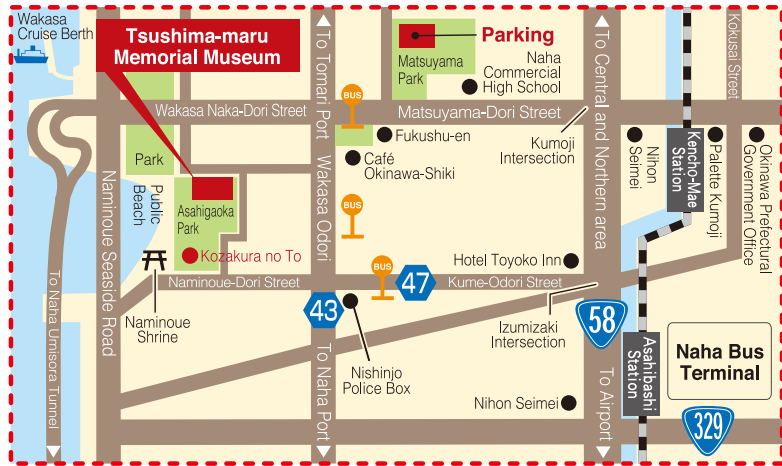 Wakasa
Cruise Berth
Tsushima-maru
Memorial Museum
To Tomari Port
Parking
Matsuyama
Park
Naha
Commercial
High School
To Central and Northern area
Kokusai Street
BUS
Wakasa Naka-Dori Street
Matsuyama-Dori Street
Fukushu-en
Kumoji
Intersection
Café
Okinawa-Shiki
Nihon
Seimei
Kencho-Mae
Station
Palette Kumoji
Okinawa Prefectural
Government Office
Park
Public
Beach
Asahigaoka
Park
Wakasa Odori
BUS
Naminoue Seaside Road
Kozakura no To
Hotel Toyoko Inn
BUS
47
Naminoue-Dori Street
Kume-Odori Street
To Naha Umisora Tunnel
Naminoue
Shrine
43
58
Izumizaki
Intersection
Asahibashi
Station
Naha Bus
Terminal
Nishinjo
Police Box
To Naha Port
To Airport
Nihon Seimei
329